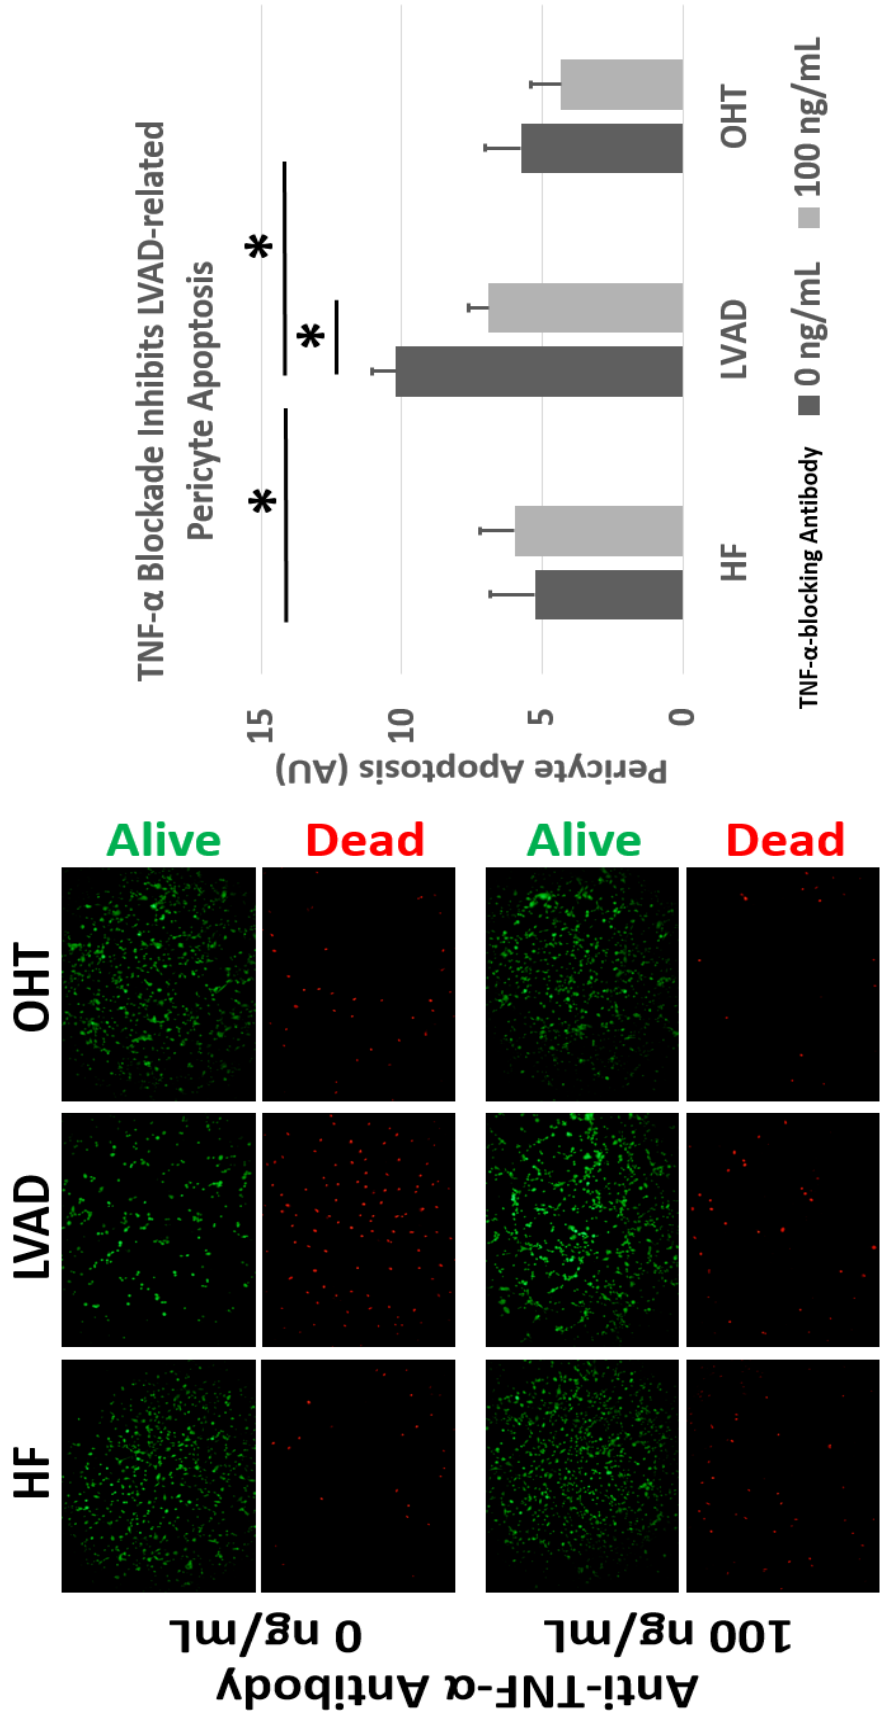 HF
LVAD
OHT
Anti-TNF-α Antibody
0 ng/mL
Alive
Dead
100 ng/mL
Alive
Dead
TNF-α Blockade Inhibits LVAD-related
Pericyte Apoptosis
*
*
*
Pericyte Apoptosis (AU)
15
10
5
0
HF
LVAD
OHT
TNF-α-blocking Antibody
0 ng/mL
100 ng/mL